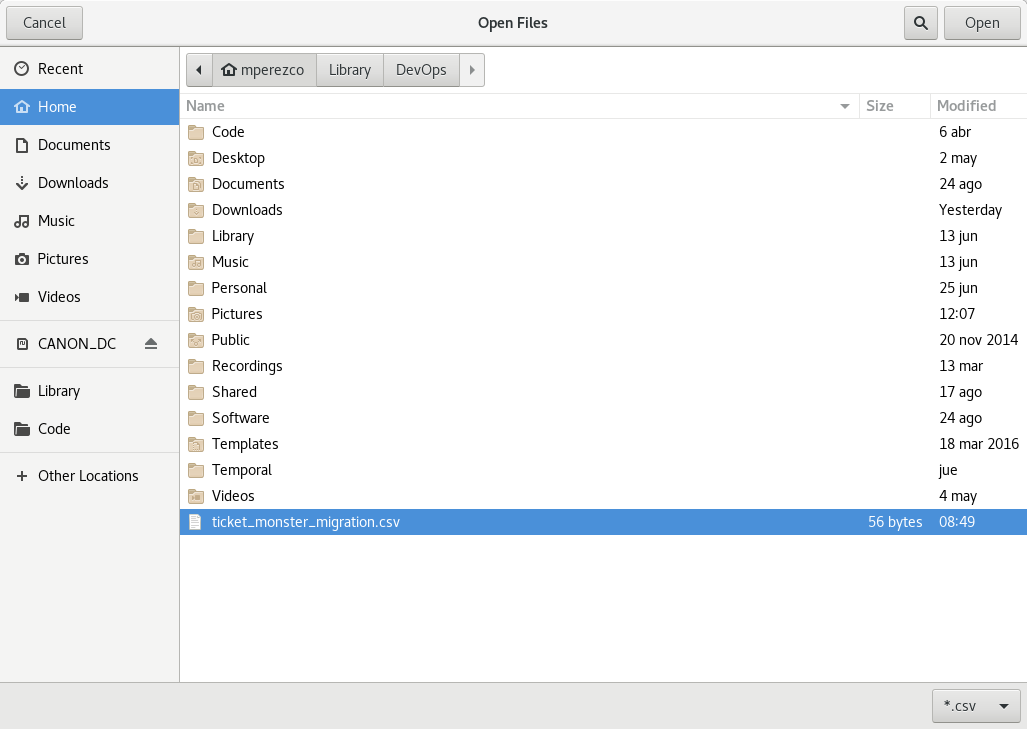 Cancel Open Files Open
mperezco Library DevOps
Recent
Home
Documents
Downloads
Music
Pictures
Videos
CANON_DC
Library
Code
Other Locations
Name Size Modified
Code 6 abr
Desktop 2 may
Documents 24 ago
Downloads Yesterday
Library 13 jun
Music 13 jun
Personal 25 jun
Pictures 12:07
Public 20 nov 2014
Recordings 13 mar
Shared 17 ago
Software 24 ago
Templates 18 mar 2016
Temporal jue
Videos 4 may
ticket_monster_migration.csv 56 bytes 08:49
*.csv